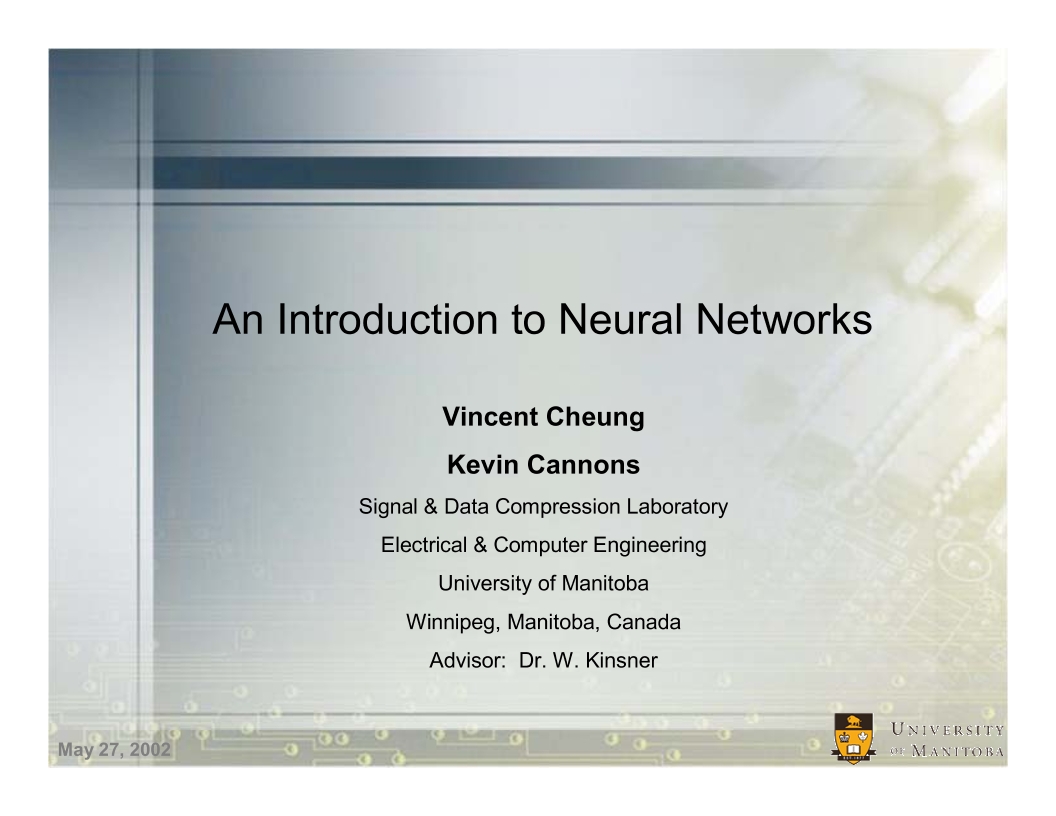 An Introduction to Neural Networks
Vincent Cheung
Kevin Cannons
Signal & Data Compression Laboratory
Electrical & Computer Engineering
University of Manitoba
Winnipeg, Manitoba, Canada
Advisor: Dr. W. Kinsner
May 27, 2002
UNIVERSITY
OF MANITOBA